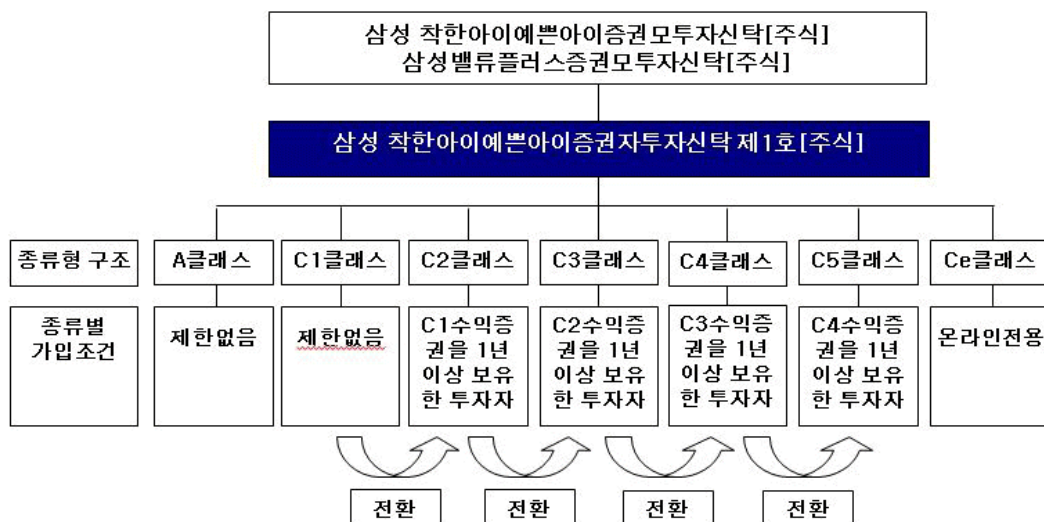 삼성 착한아이예쁜아이증권모투자신탁[주식]
삼성밸류플러스증권모투자신탁[주식]
삼성 착한아이예쁜아이증권자투자신탁 제1호[주식]
종류형 구조
A클래스
C1클래스
C2클래스
C3클래스
C4클래스
C5클래스
Ce클래스
종류별
가입조건
제한없음
제한없음
C1수익증
권을 1년
이상 보유
한 투자자
C2수익증
권을 1년
이상 보유
한 투자자
C3수익증
권을 1년
이상 보유
한 투자자
C4수익증
권을 1년
이상 보유
한 투자자
온라인전용
전환
전환
전환
전환